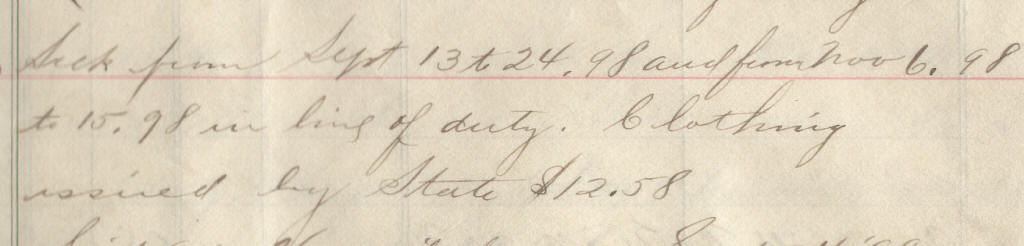 Sick from Sept 13 to 24. 98 and from Nov 6. 98
to 15. 98 in line of duty. Clothing
issued by State $12.58